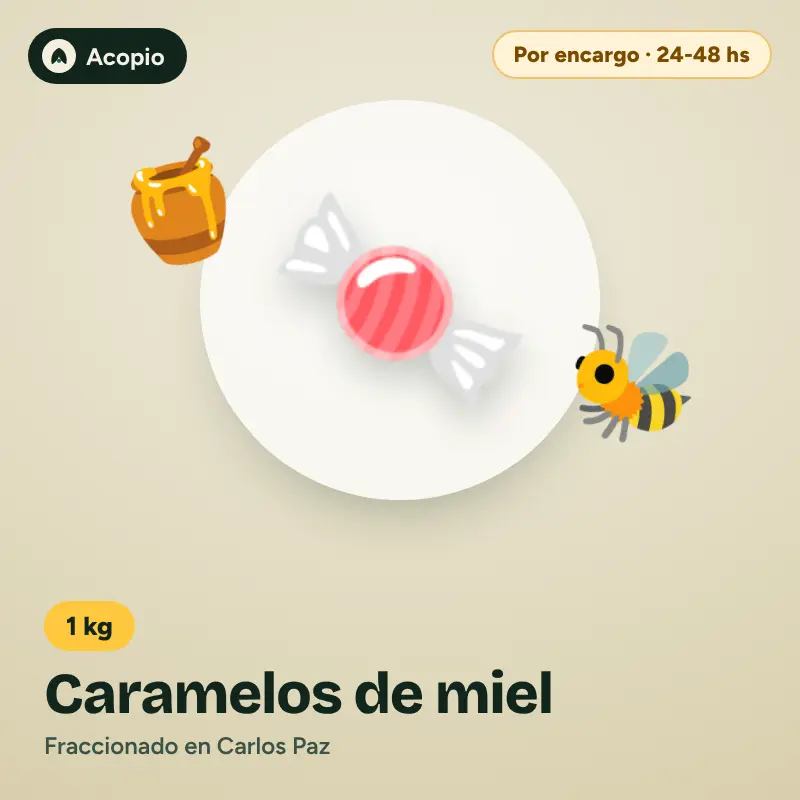 Acopio
Por encargo · 24-48 hs
1 kg
Caramelos de miel
Fraccionado en Carlos Paz